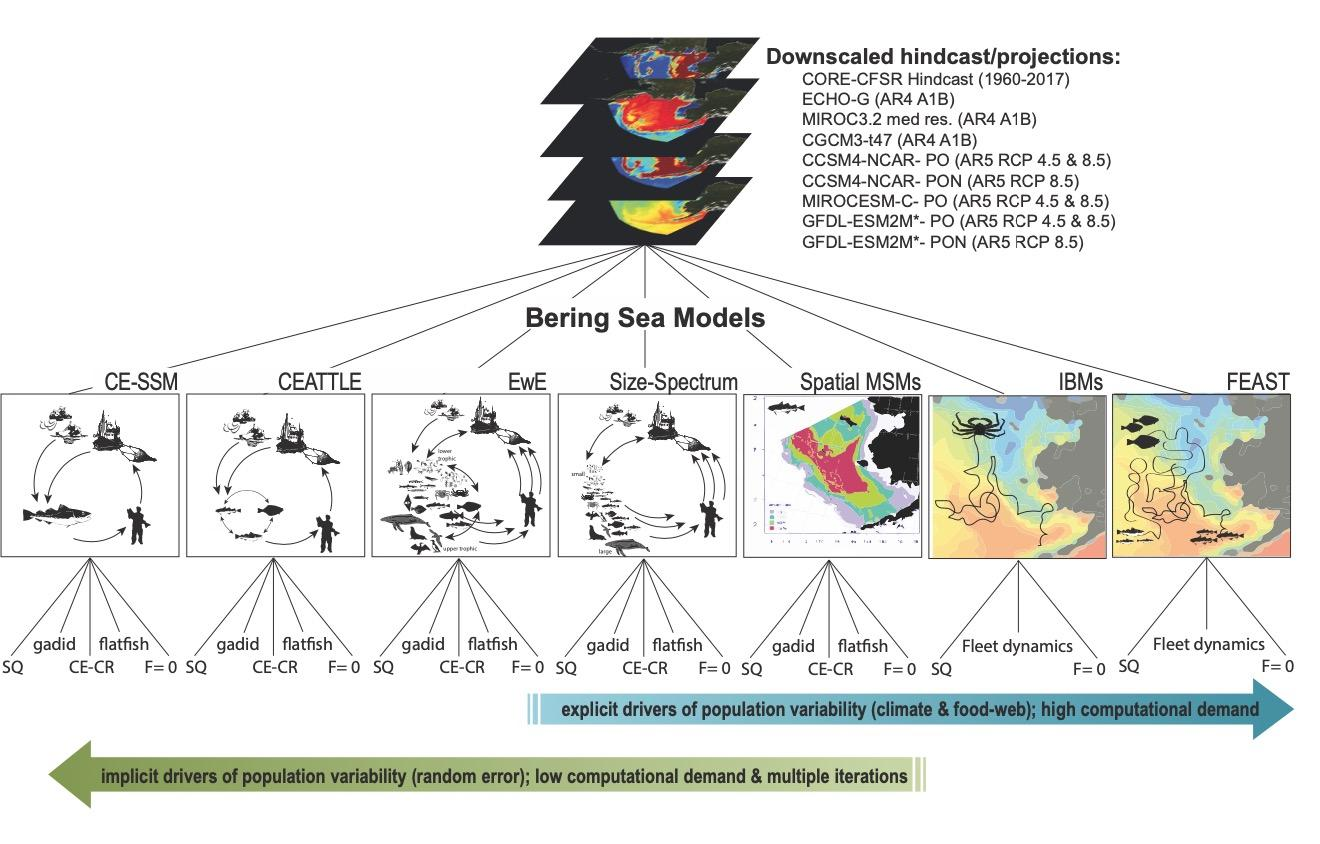 Downscaled hindcast/projections:
CORE-CFSR Hindcast (1960-2017)
ECHO-G (AR4 A1B)
MIROC3.2 med res. (AR4 A1B)
CGCM3-t47 (AR4 A1B)
CCSM4-NCAR- PO (AR5 RCP 4.5 & 8.5)
CCSM4-NCAR- PON (AR5 RCP 8.5)
MIROCESM-C- PO (AR5 RCP 4.5 & 8.5)
GFDL-ESM2M*- PO (AR5 RCP 4.5 & 8.5)
GFDL-ESM2M*- PON (AR5 RCP 8.5)
Bering Sea Models
CE-SSM CEATTLE EwE Size-Spectrum Spatial MSMs IBMs FEAST
lower
trophic
upper trophic
small
large
gadid flatfish gadid flatfish gadid flatfish gadid flatfish gadid flatfish Fleet dynamics Fleet dynamics
SQ CE-CR F= 0 SQ CE-CR F= 0 SQ CE-CR F= 0 SQ CE-CR F= 0 SQ CE-CR F= 0 SQ F= 0 SQ F= 0
explicit drivers of population variability (climate & food-web); high computational demand
implicit drivers of population variability (random error); low computational demand & multiple iterations